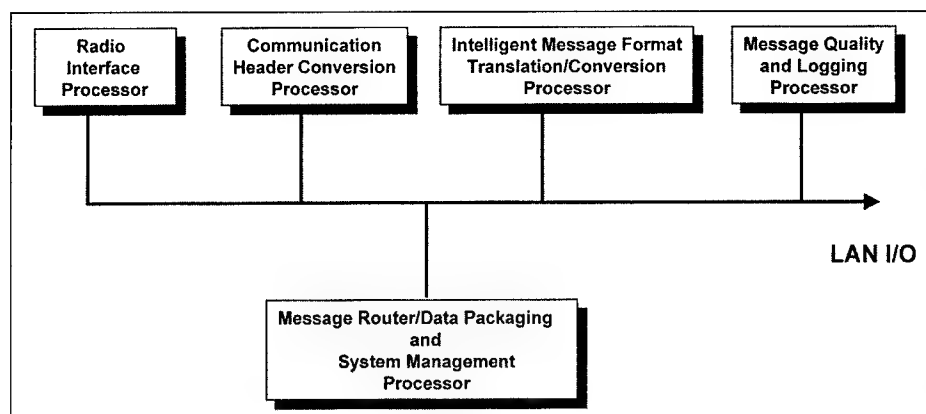 Radio
Interface
Processor
Communication
Header Conversion
Processor
Intelligent Message Format
Translation/Conversion
Processor
Message Quality
and Logging
Processor
LAN I/O
Message Router/Data Packaging
and
System Management
Processor